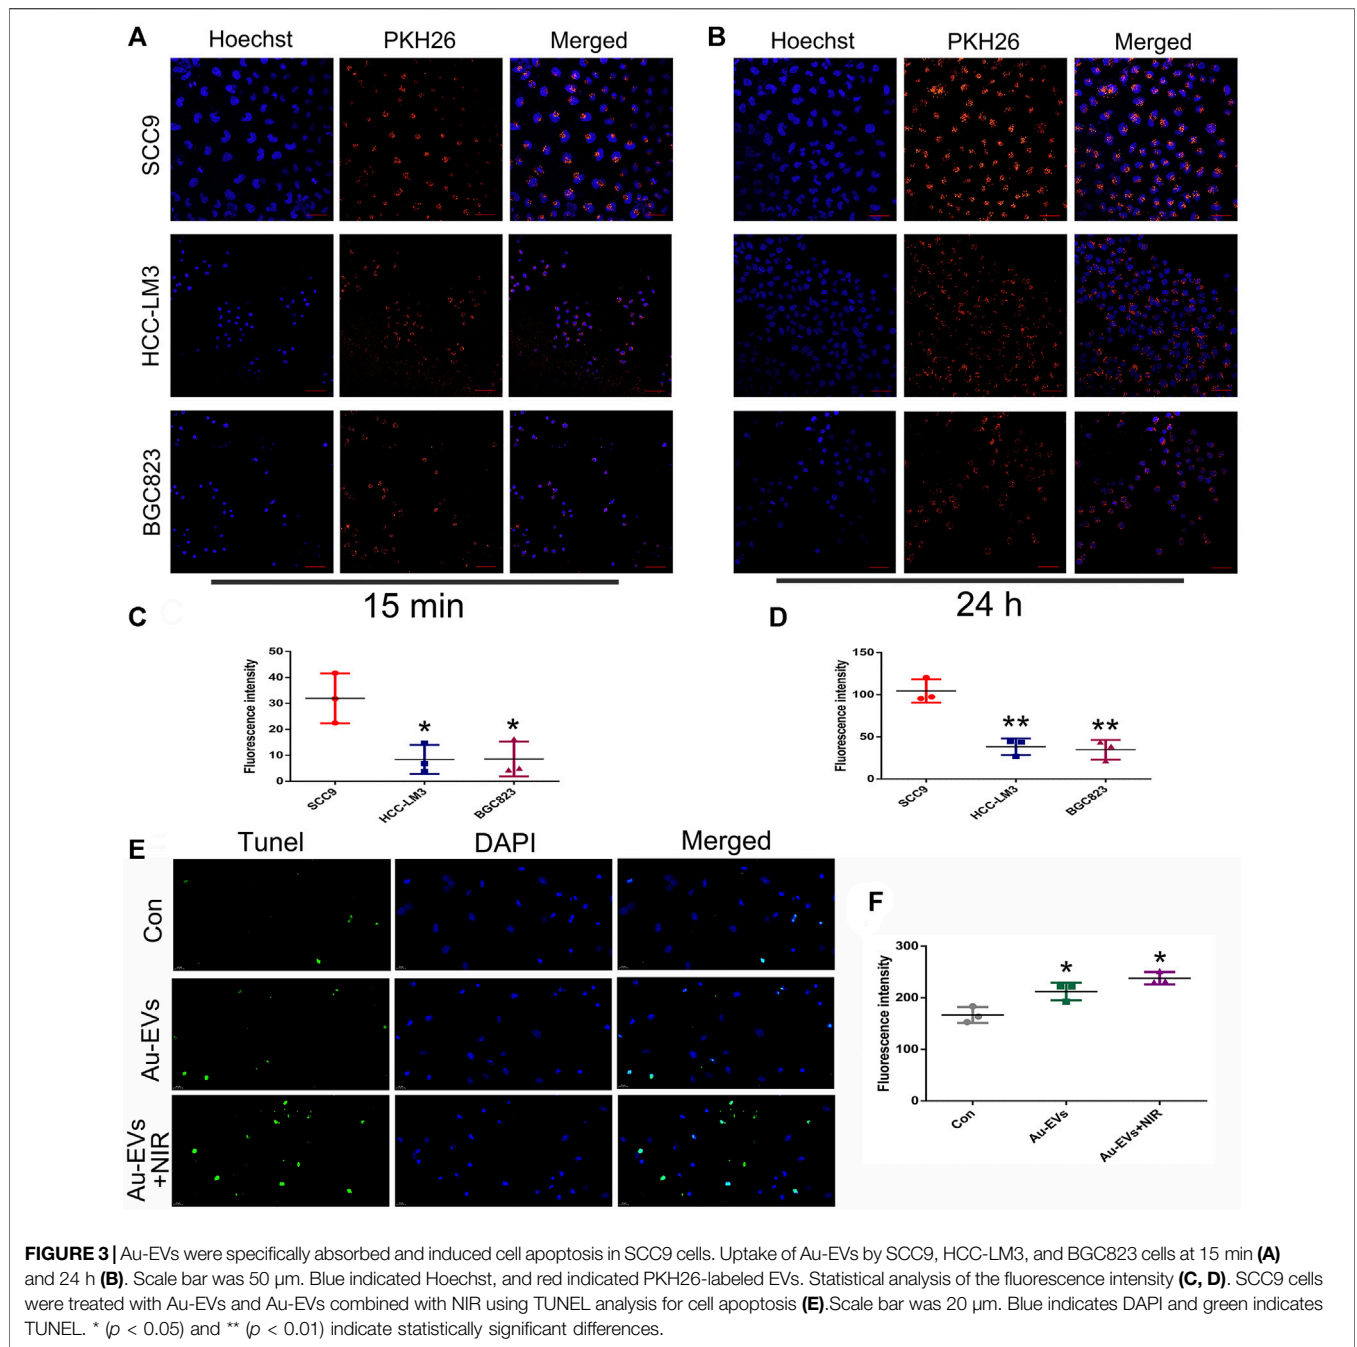 A
Hoechst PKH26 Merged
B
Hoechst PKH26 Merged
SCC9
HCC-LM3
BGC823
15 min
24 h
C
Fluorescence intensity
50
40
30
20
10
0
* *
SCC9 HCC-LM3 BGC823
D
Fluorescence intensity
150
100
50
0
** **
SCC9 HCC-LM3 BGC823
E
Tunel DAPI Merged
Con
Au-EVs
Au-EVs
+NIR
F
Fluorescence intensity
300
200
100
0
* *
Con Au-EVs Au-EVs+NIR
FIGURE 3 | Au-EVs were specifically absorbed and induced cell apoptosis in SCC9 cells. Uptake of Au-EVs by SCC9, HCC-LM3, and BGC823 cells at 15 min (A)
and 24 h (B). Scale bar was 50 μm. Blue indicated Hoechst, and red indicated PKH26-labeled EVs. Statistical analysis of the fluorescence intensity (C, D). SCC9 cells
were treated with Au-EVs and Au-EVs combined with NIR using TUNEL analysis for cell apoptosis (E).Scale bar was 20 μm. Blue indicates DAPI and green indicates
TUNEL. * (p < 0.05) and ** (p < 0.01) indicate statistically significant differences.